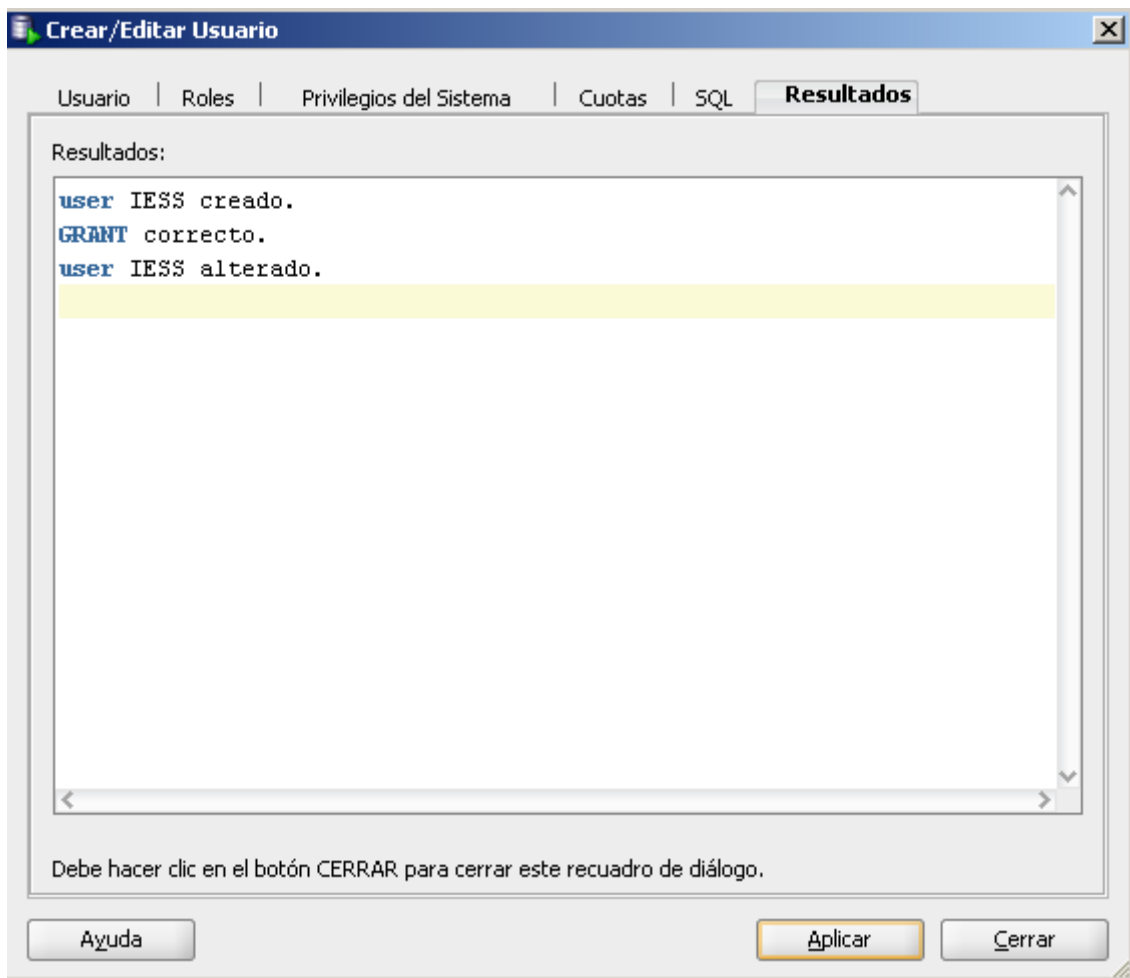 Crear/Editar Usuario
Usuario | Roles | Privilegios del Sistema | Cuotas | SQL Resultados
Resultados:
user IESS creado.
GRANT correcto.
user IESS alterado.
Debe hacer clic en el botón CERRAR para cerrar este recuadro de diálogo.
Ayuda Aplicar Cerrar